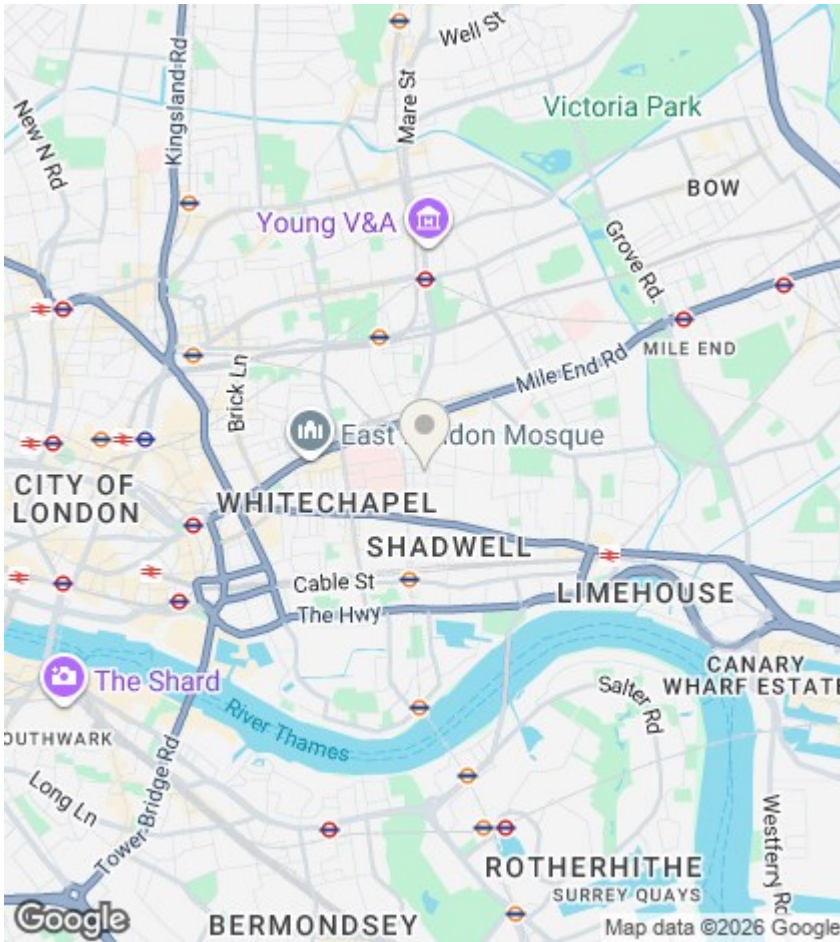 Well St
Kingsland Rd
Mare St
Victoria Park
New N Rd
BOW
Young V&A
Grove Rd.
MILE END
Mile End Rd
Brick Ln
East London Mosque
CITY OF
LONDON
WHITECHAPEL
SHADWELL
Cable St
The Hwy
LIMEHOUSE
CANARY
WHARF ESTATE
The Shard
Salter Rd
River Thames
OUTHWARK
Long Ln
Tower Bridge Rd
Westferry Rd
ROTHERHITHE
SURREY QUAYS
BERMONDSEY
Google
Map data ©2026 Google